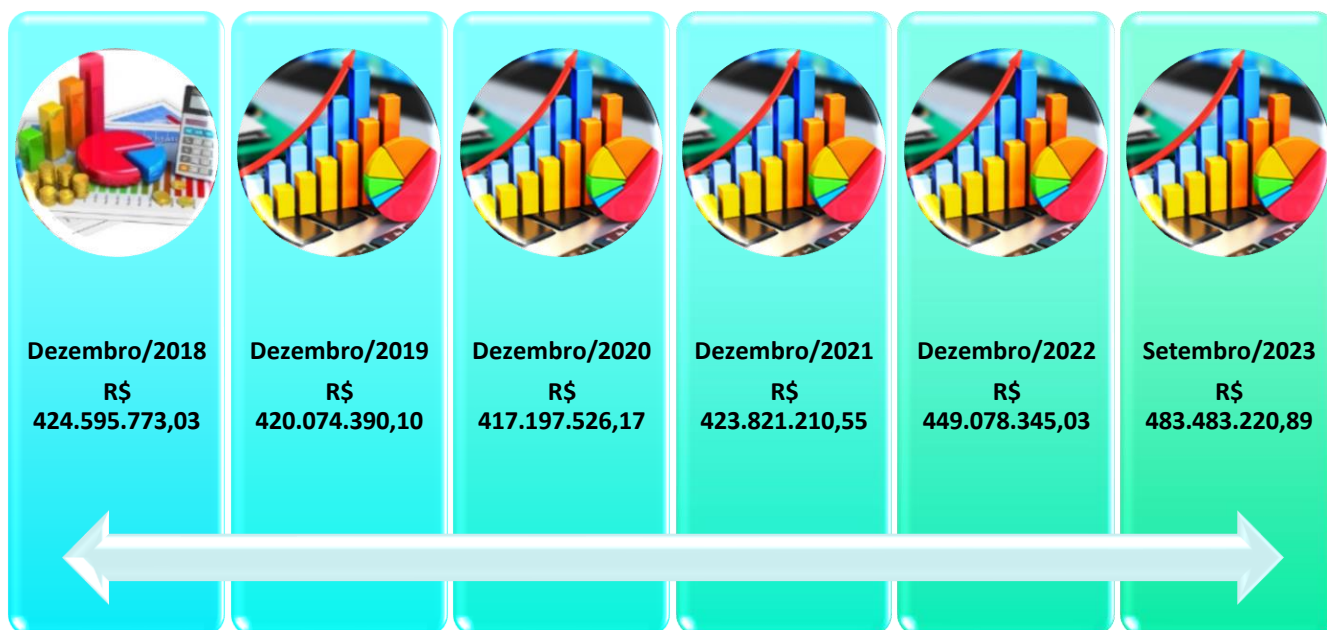 Dezembro/2018
R$
424.595.773,03
Dezembro/2019
R$
420.074.390,10
Dezembro/2020
R$
417.197.526,17
Dezembro/2021
R$
423.821.210,55
Dezembro/2022
R$
449.078.345,03
Setembro/2023
R$
483.483.220,89